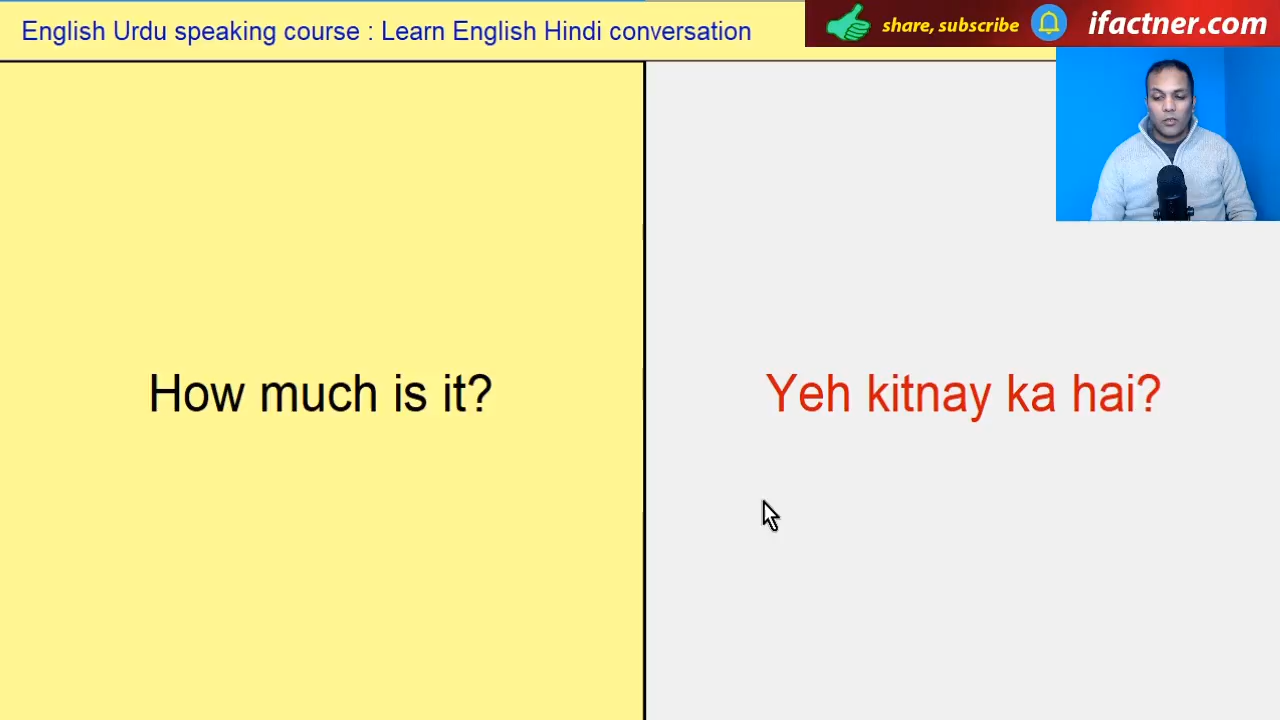 English Urdu speaking course : Learn English Hindi conversation
share, subscribe
ifactner.com
How much is it?
Yeh kitnay ka hai?